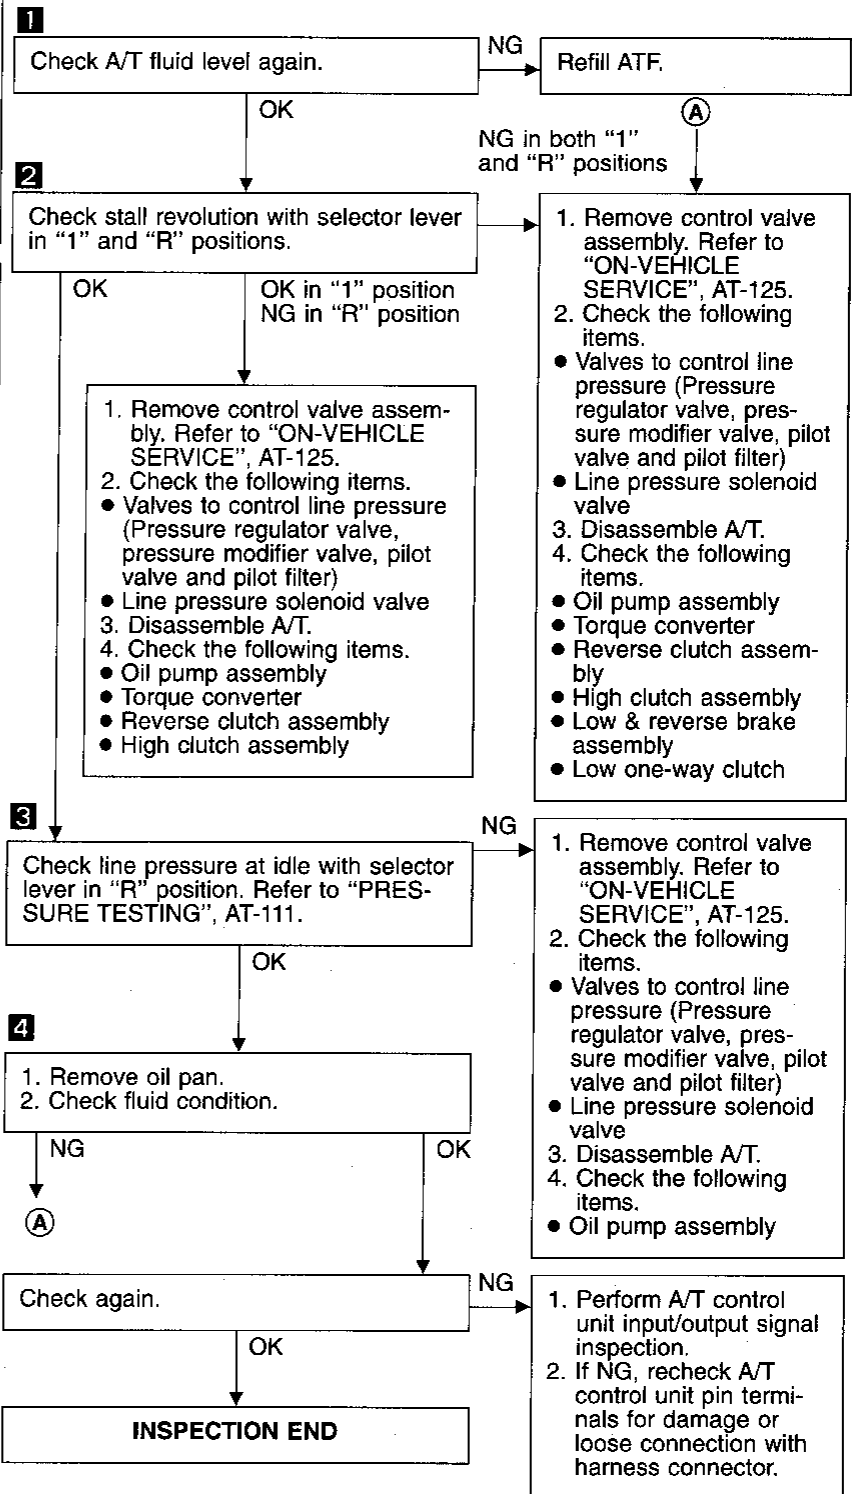 1
Check A/T fluid level again.
NG
Refill ATF.
OK
A
NG in both “1”
and “R” positions
2
Check stall revolution with selector lever
in “1” and “R” positions.
OK
OK in “1” position
NG in “R” position
1. Remove control valve
assembly. Refer to
“ON-VEHICLE
SERVICE”, AT-125.
2. Check the following
items.
● Valves to control line
pressure (Pressure
regulator valve, pres-
sure modifier valve, pilot
valve and pilot filter)
● Line pressure solenoid
valve
3. Disassemble A/T.
4. Check the following
items.
● Oil pump assembly
● Torque converter
● Reverse clutch assem-
bly
● High clutch assembly
● Low & reverse brake
assembly
● Low one-way clutch
1. Remove control valve assem-
bly. Refer to “ON-VEHICLE
SERVICE”, AT-125.
2. Check the following items.
● Valves to control line pressure
(Pressure regulator valve,
pressure modifier valve, pilot
valve and pilot filter)
● Line pressure solenoid valve
3. Disassemble A/T.
4. Check the following items.
● Oil pump assembly
● Torque converter
● Reverse clutch assembly
● High clutch assembly
3
Check line pressure at idle with selector
lever in “R” position. Refer to “PRES-
SURE TESTING”, AT-111.
NG
1. Remove control valve
assembly. Refer to
“ON-VEHICLE
SERVICE”, AT-125.
2. Check the following
items.
● Valves to control line
pressure (Pressure
regulator valve, pres-
sure modifier valve, pilot
valve and pilot filter)
● Line pressure solenoid
valve
3. Disassemble A/T.
4. Check the following
items.
● Oil pump assembly
OK
4
1. Remove oil pan.
2. Check fluid condition.
NG
OK
A
Check again.
NG
1. Perform A/T control
unit input/output signal
inspection.
2. If NG, recheck A/T
control unit pin termi-
nals for damage or
loose connection with
harness connector.
OK
INSPECTION END